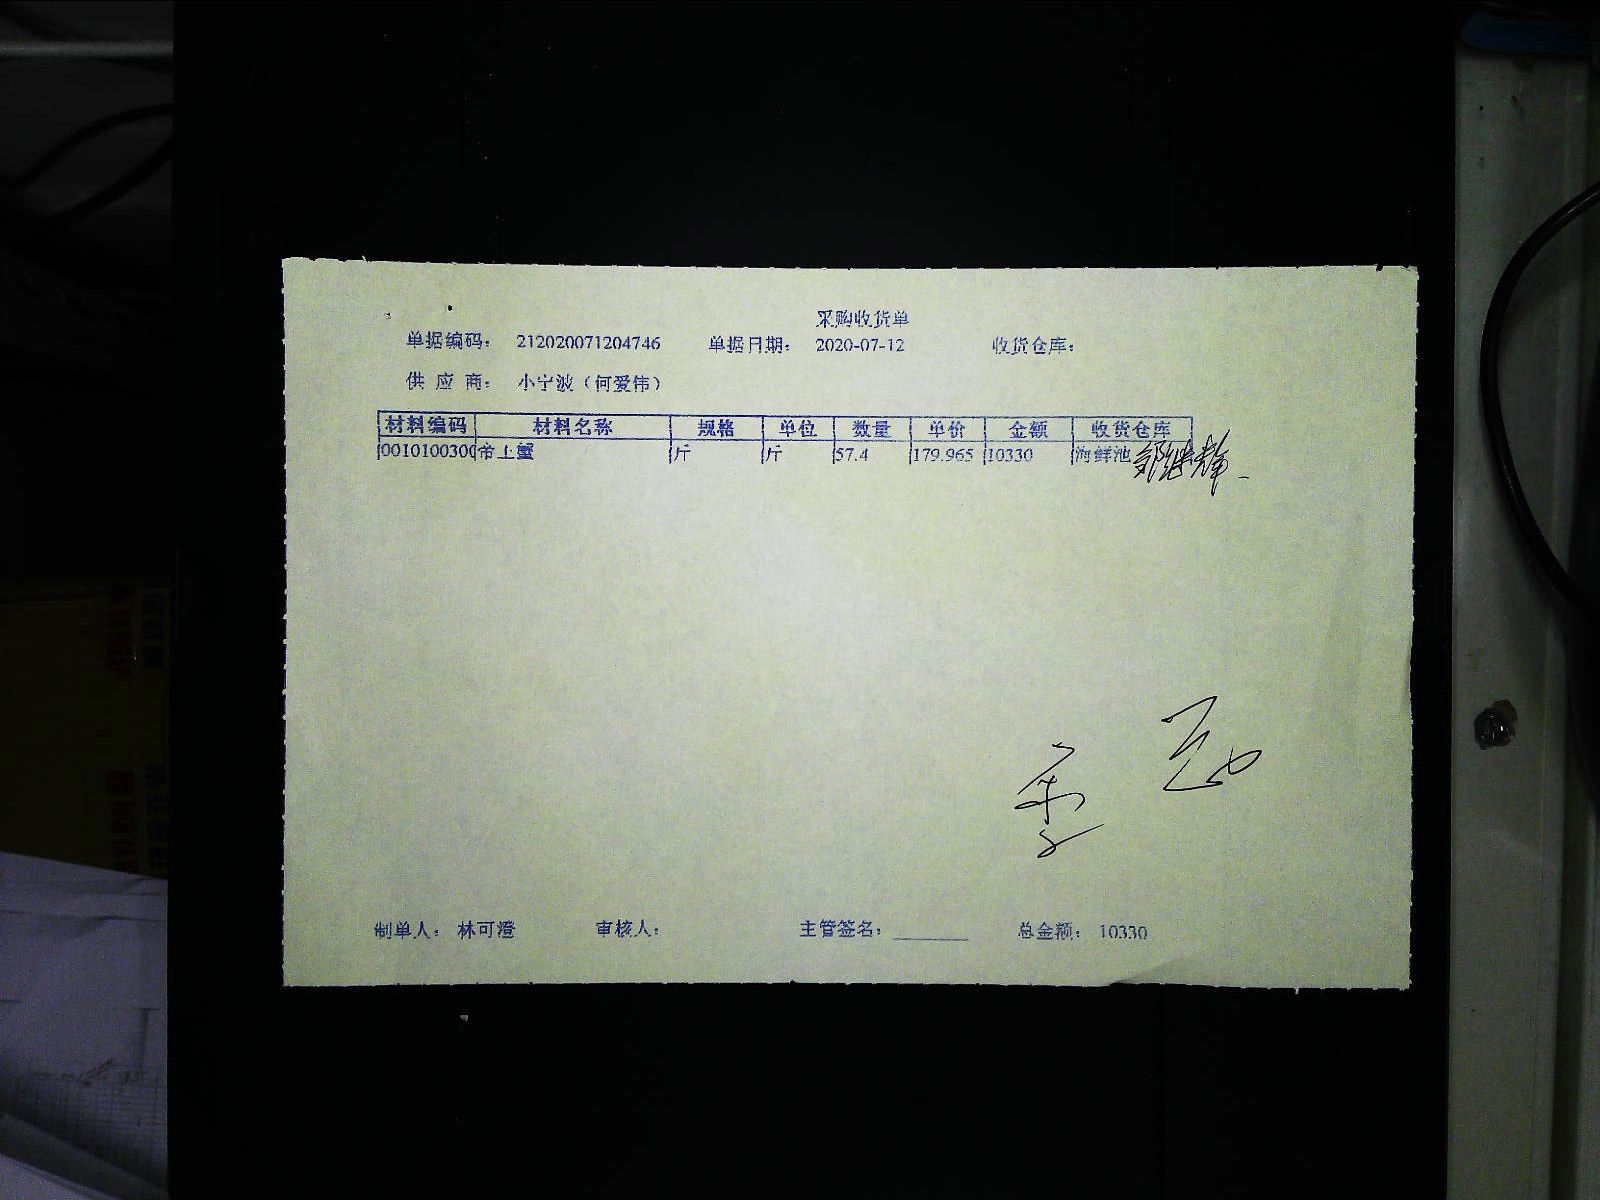 采购收货单
单据编码： 212020071204746 单据日期： 2020-07-12 收货仓库：
供 应 商： 小宁波（何爱伟）
材料编码 材料名称 规格 单位 数量 单价 金额 收货仓库
0010100300 帝王蟹 斤 斤 57.4 179.965 10330 海鲜池
制单人： 林可澄 审核人： 主管签名：________ 总金额： 10330